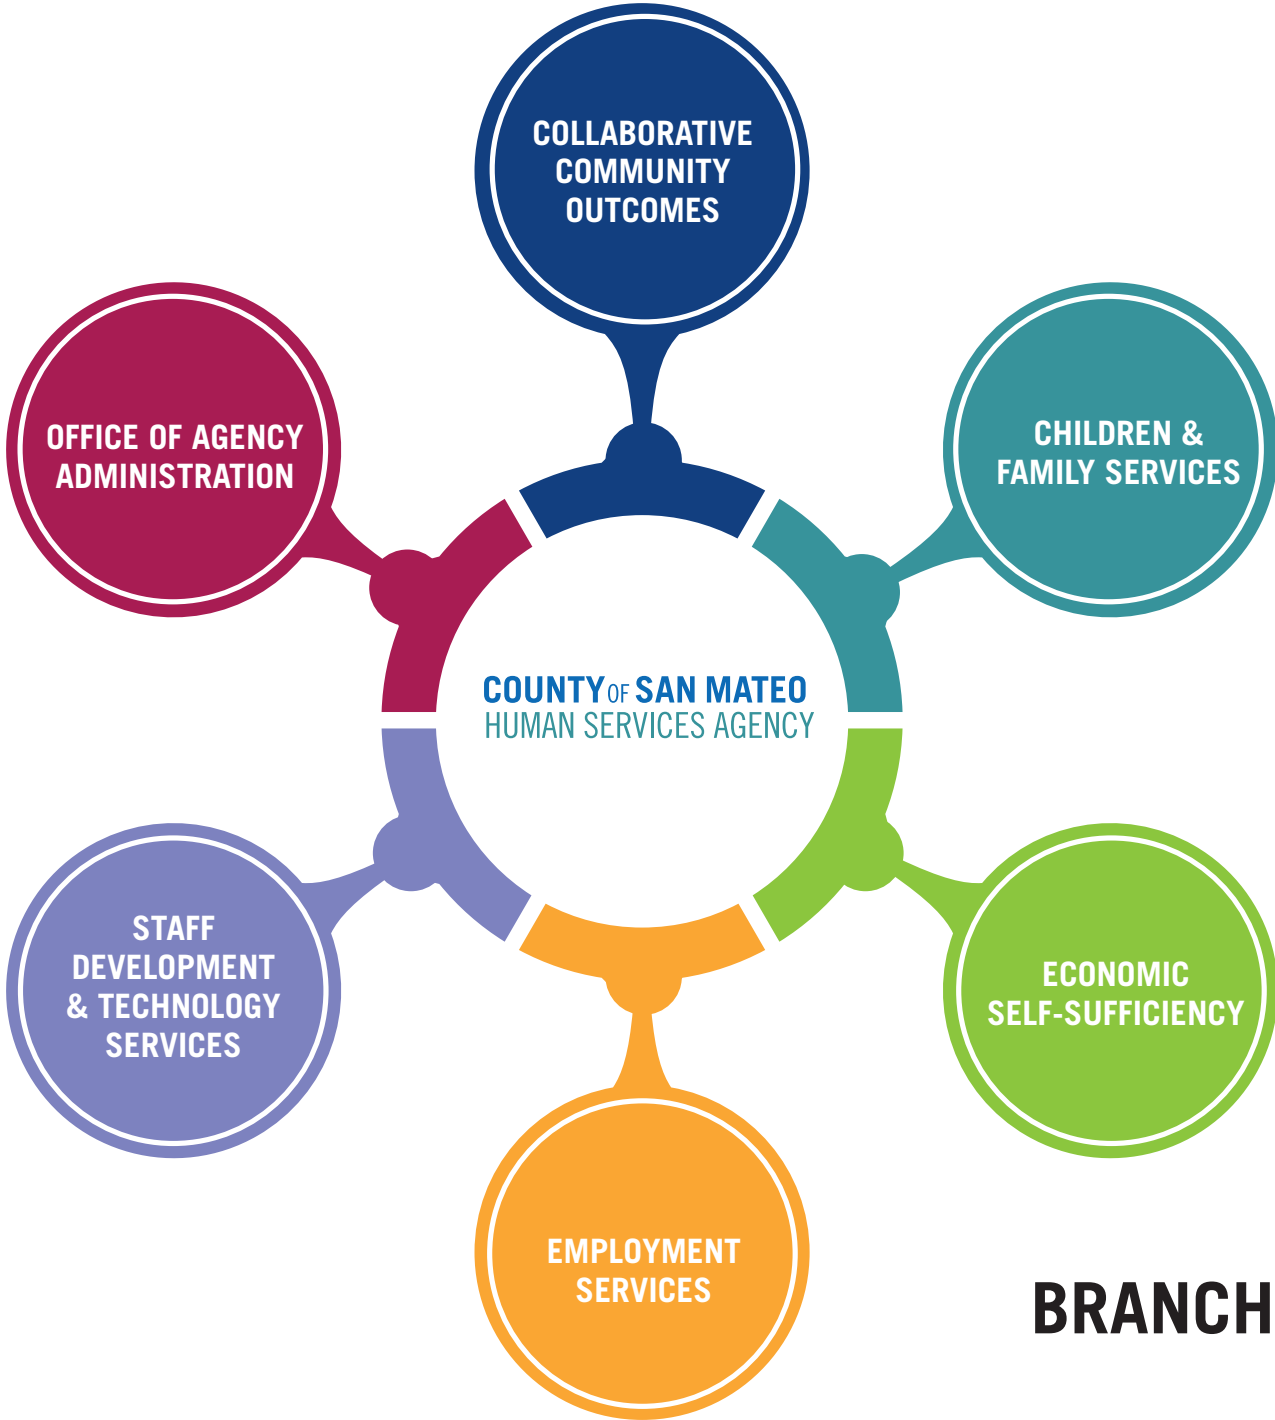 COLLABORATIVE
COMMUNITY
OUTCOMES
OFFICE OF AGENCY
ADMINISTRATION
CHILDREN &
FAMILY SERVICES
COUNTY OF SAN MATEO
HUMAN SERVICES AGENCY
STAFF
DEVELOPMENT
& TECHNOLOGY
SERVICES
ECONOMIC
SELF-SUFFICIENCY
EMPLOYMENT
SERVICES
BRANCH